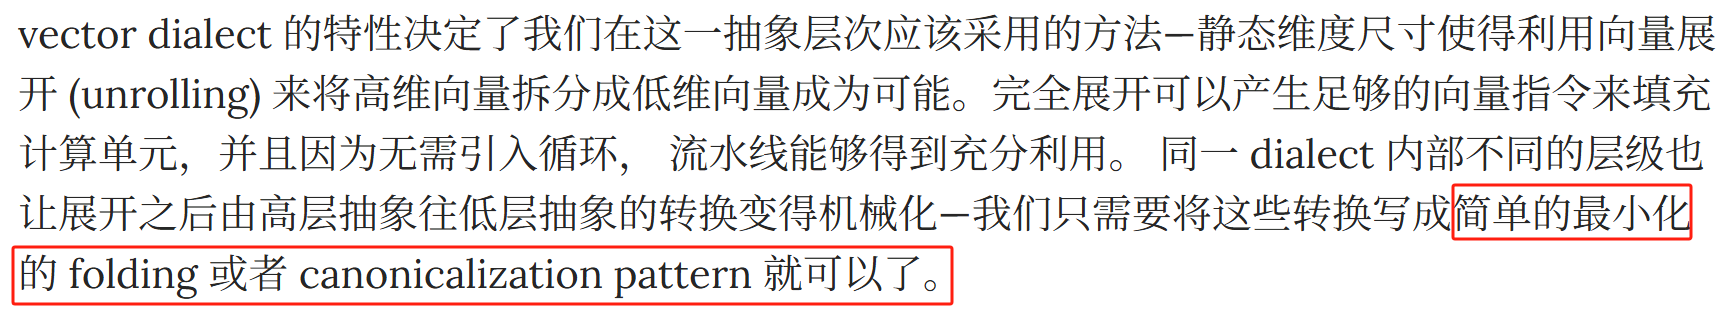 vector dialect 的特性决定了我们在这一抽象层次应该采用的方法—静态维度尺寸使得利用向量展
开 (unrolling) 来将高维向量拆分成低维向量成为可能。完全展开可以产生足够的向量指令来填充
计算单元，并且因为无需引入循环， 流水线能够得到充分利用。 同一 dialect 内部不同的层级也
让展开之后由高层抽象往低层抽象的转换变得机械化—我们只需要将这些转换写成简单的最小化
的 folding 或者 canonicalization pattern 就可以了。